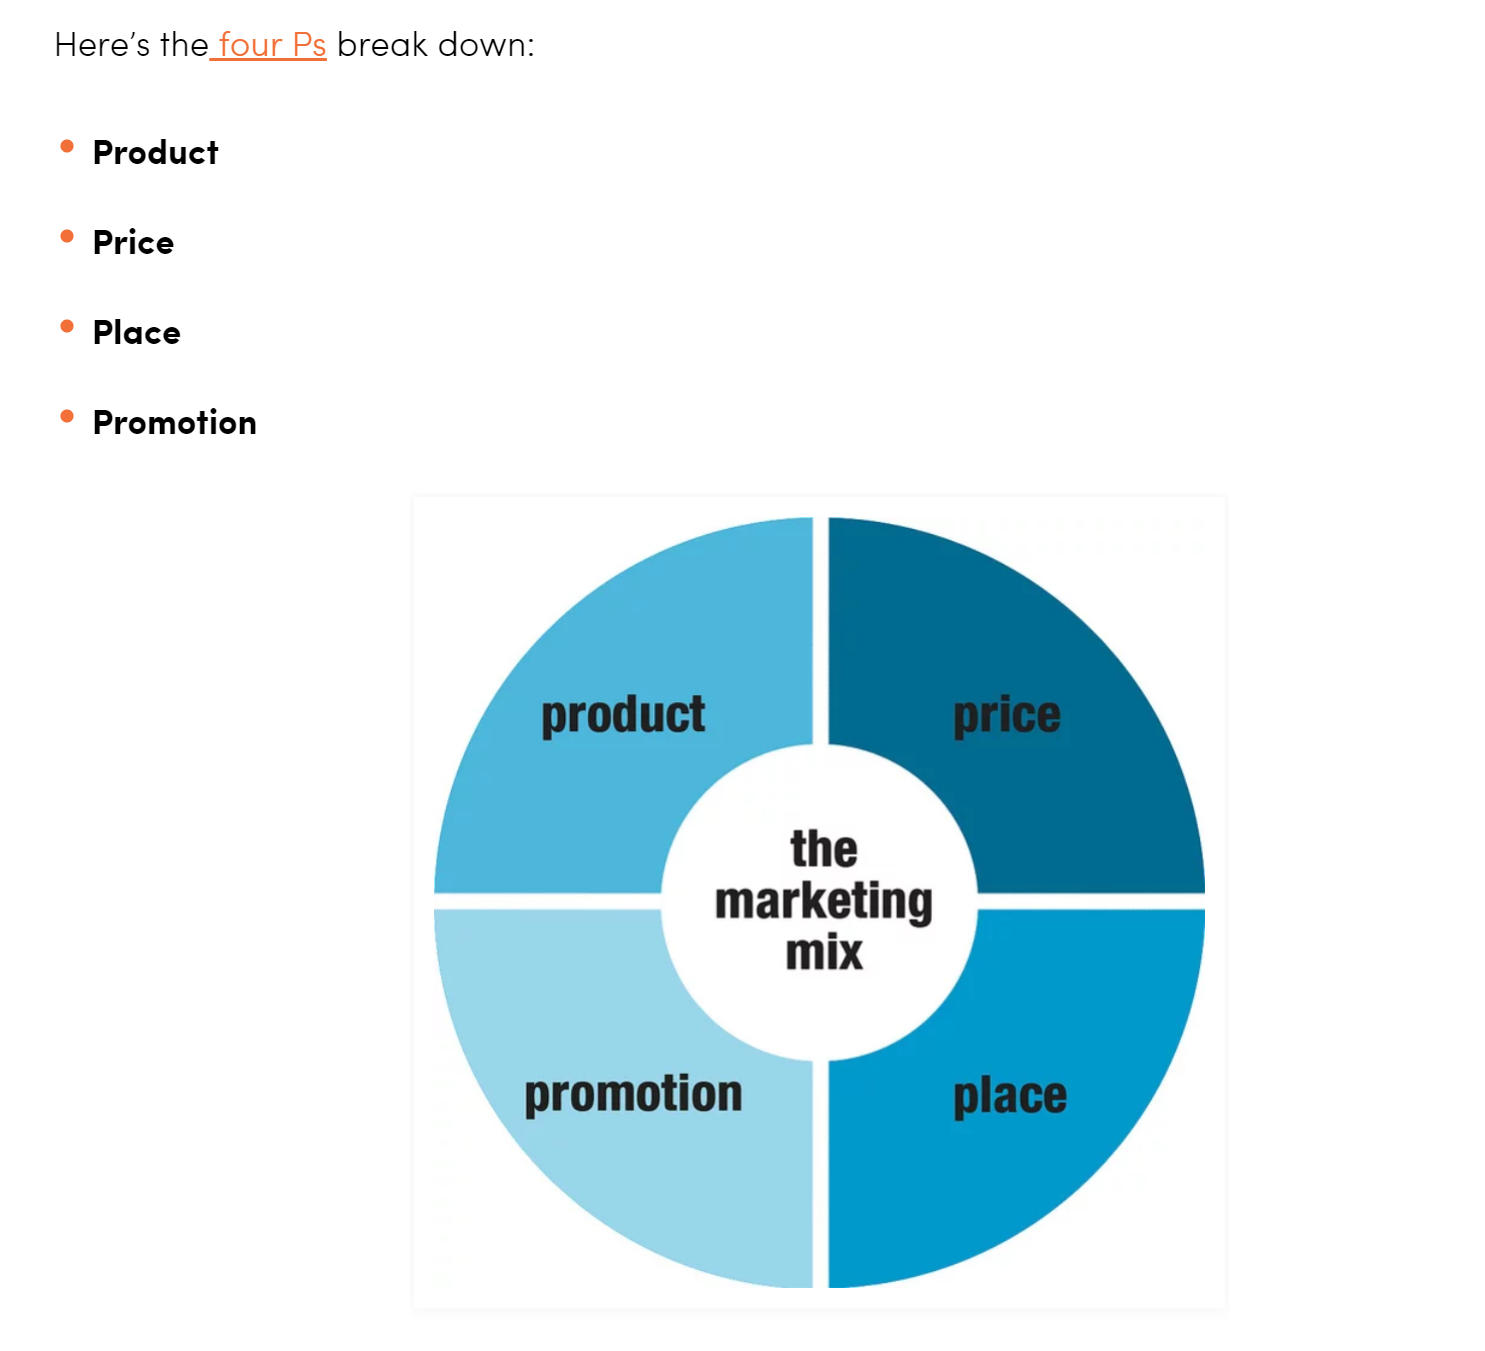 Here’s the four Ps break down:
Product
Price
Place
Promotion
product
price
the
marketing
mix
promotion
place